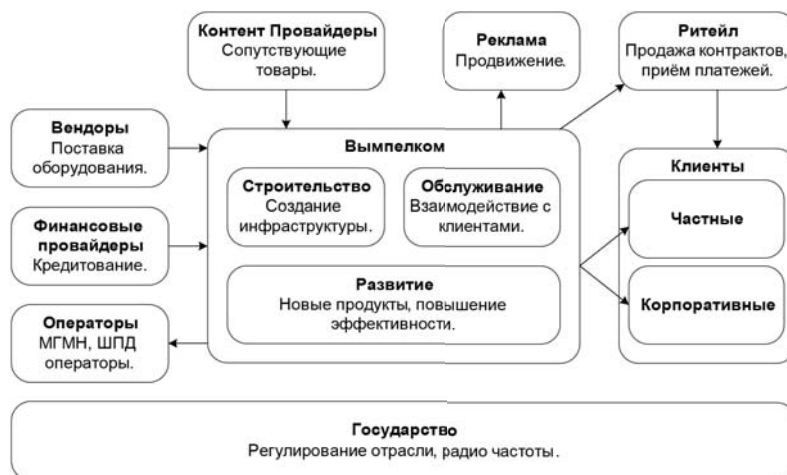 Контент Провайдеры
Сопутствующие
товары.
Реклама
Продвижение.
Ритейл
Продажа контрактов,
приём платежей.
Вендоры
Поставка
оборудования.
Финансовые
провайдеры
Кредитование.
Операторы
МГМН, ШПД
операторы.
Вымпелком
Строительство
Создание
инфраструктуры.
Обслуживание
Взаимодействие с
клиентами.
Развитие
Новые продукты, повышение
эффективности.
Клиенты
Частные
Корпоративные
Государство
Регулирование отрасли, радио частоты.